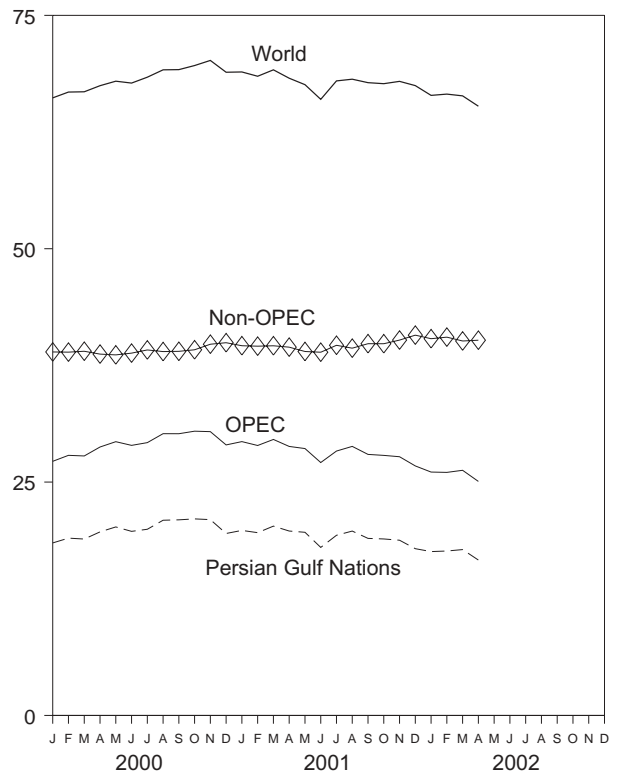 75
World
50
Non-OPEC
OPEC
25
Persian Gulf Nations
0
J F M A M J J A S O N D J F M A M J J A S O N D J F M A M J J A S O N D
2000 2001 2002